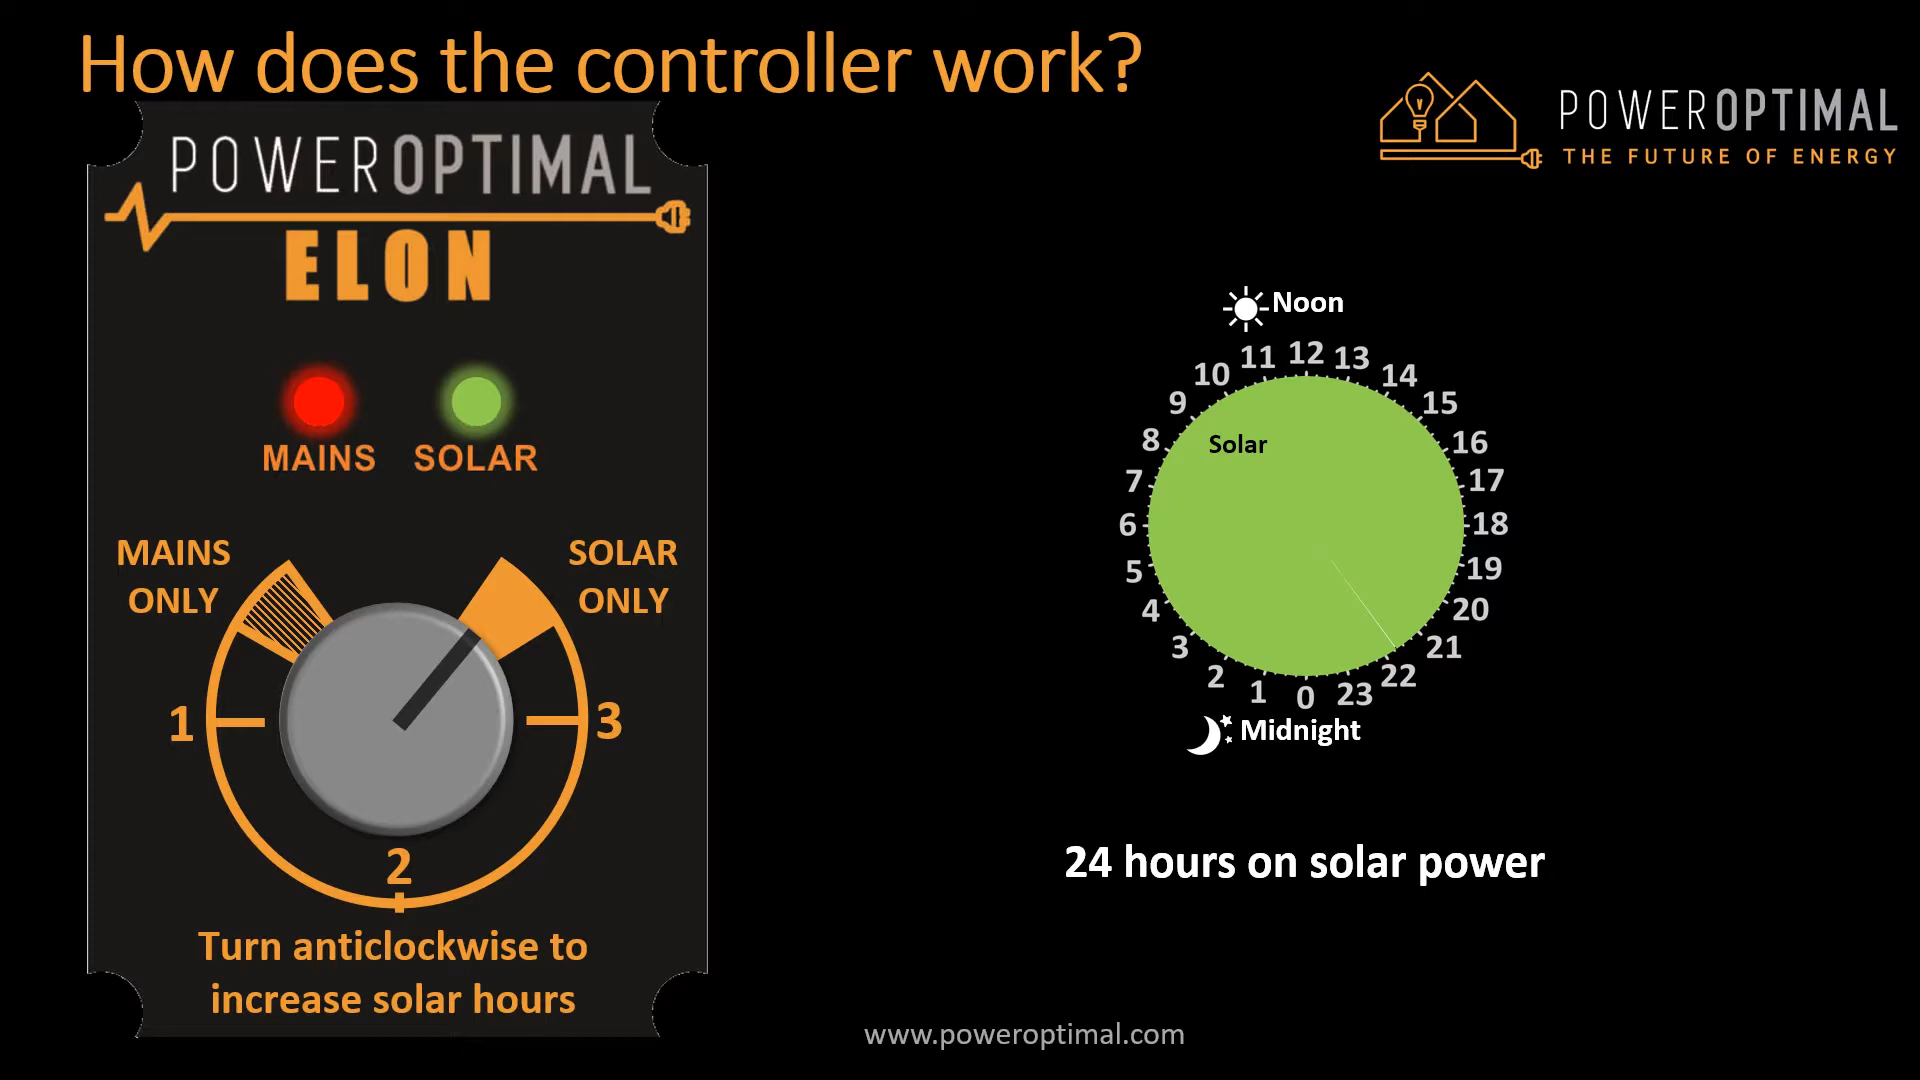 How does the controller work?
POWEROPTIMAL
THE FUTURE OF ENERGY
POWEROPTIMAL
ELON
MAINS
SOLAR
MAINS
ONLY
SOLAR
ONLY
1
2
3
Turn anticlockwise to
increase solar hours
Noon
12
13
14
15
16
17
18
19
20
21
22
23
0
1
2
3
4
5
6
7
8
9
10
11
Solar
Midnight
24 hours on solar power
www.poweroptimal.com